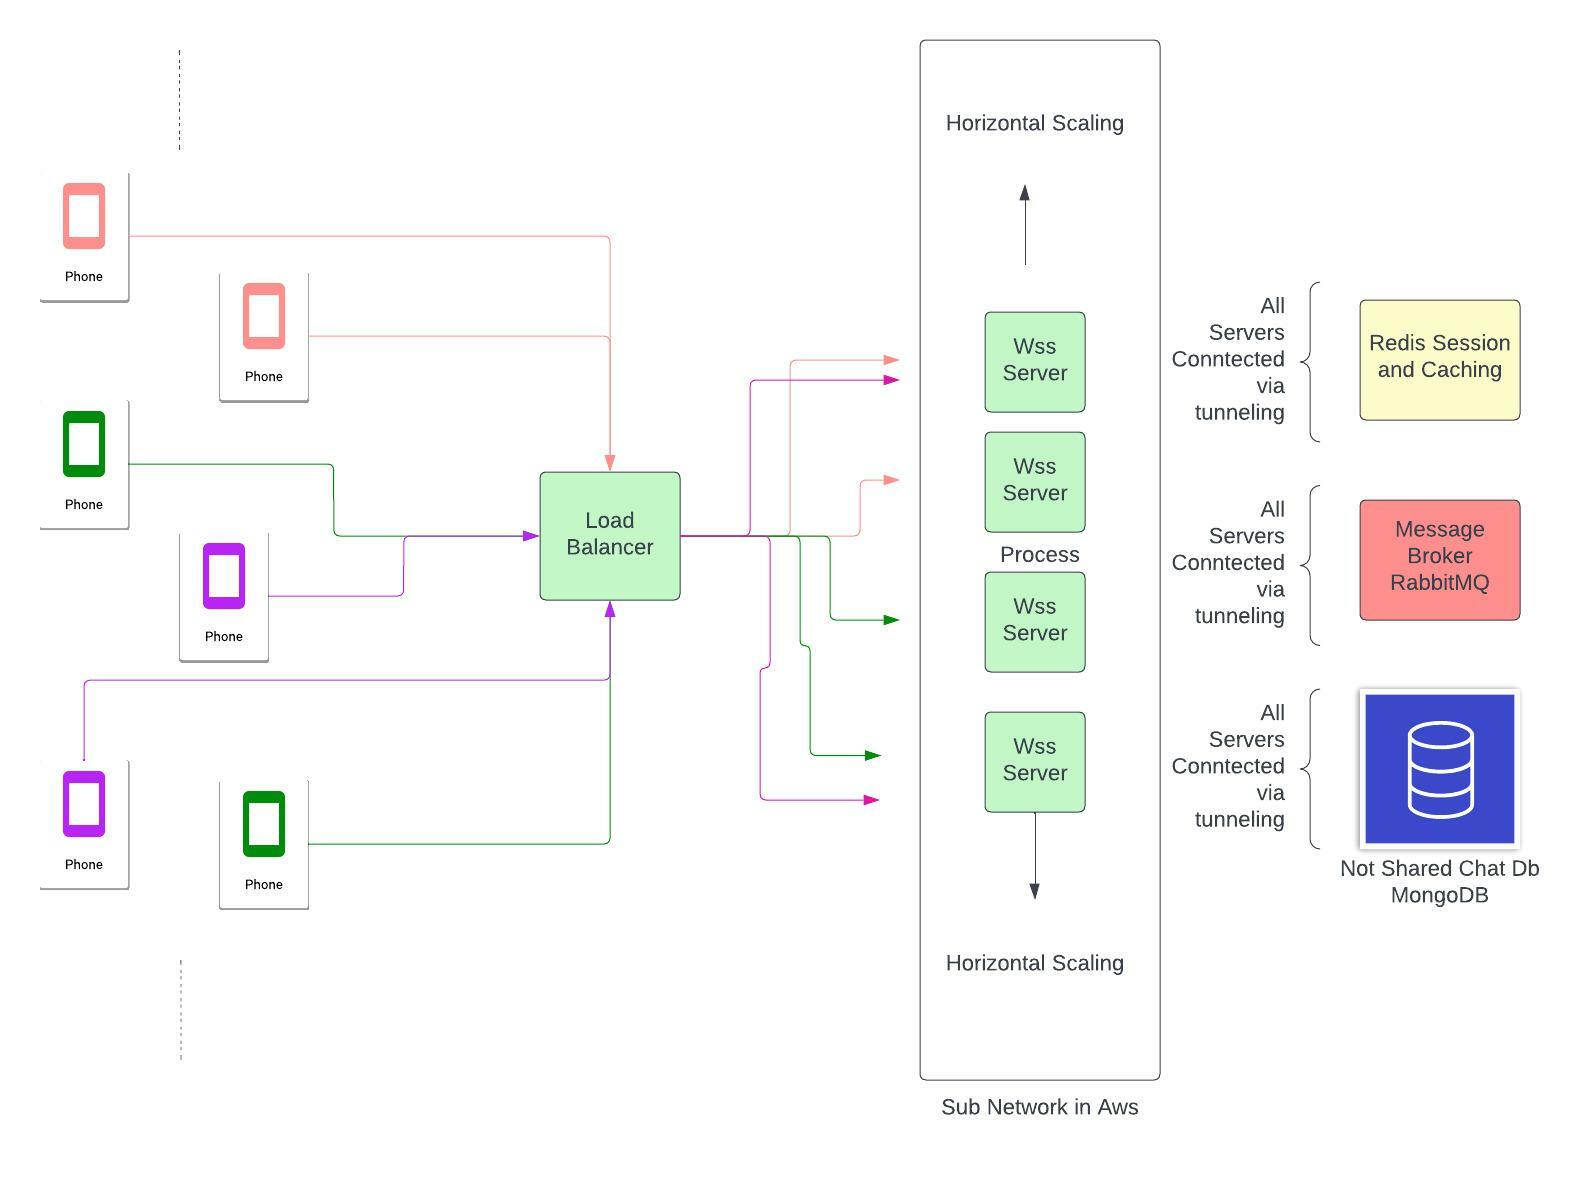 Horizontal Scaling
Phone
Phone
Phone
Phone
Phone
Phone
Load
Balancer
Wss
Server
Wss
Server
Process
Wss
Server
Wss
Server
Horizontal Scaling
Sub Network in Aws
All
Servers
Conntected
via
tunneling
Redis Session
and Caching
All
Servers
Conntected
via
tunneling
Message
Broker
RabbitMQ
All
Servers
Conntected
via
tunneling
Not Shared Chat Db
MongoDB